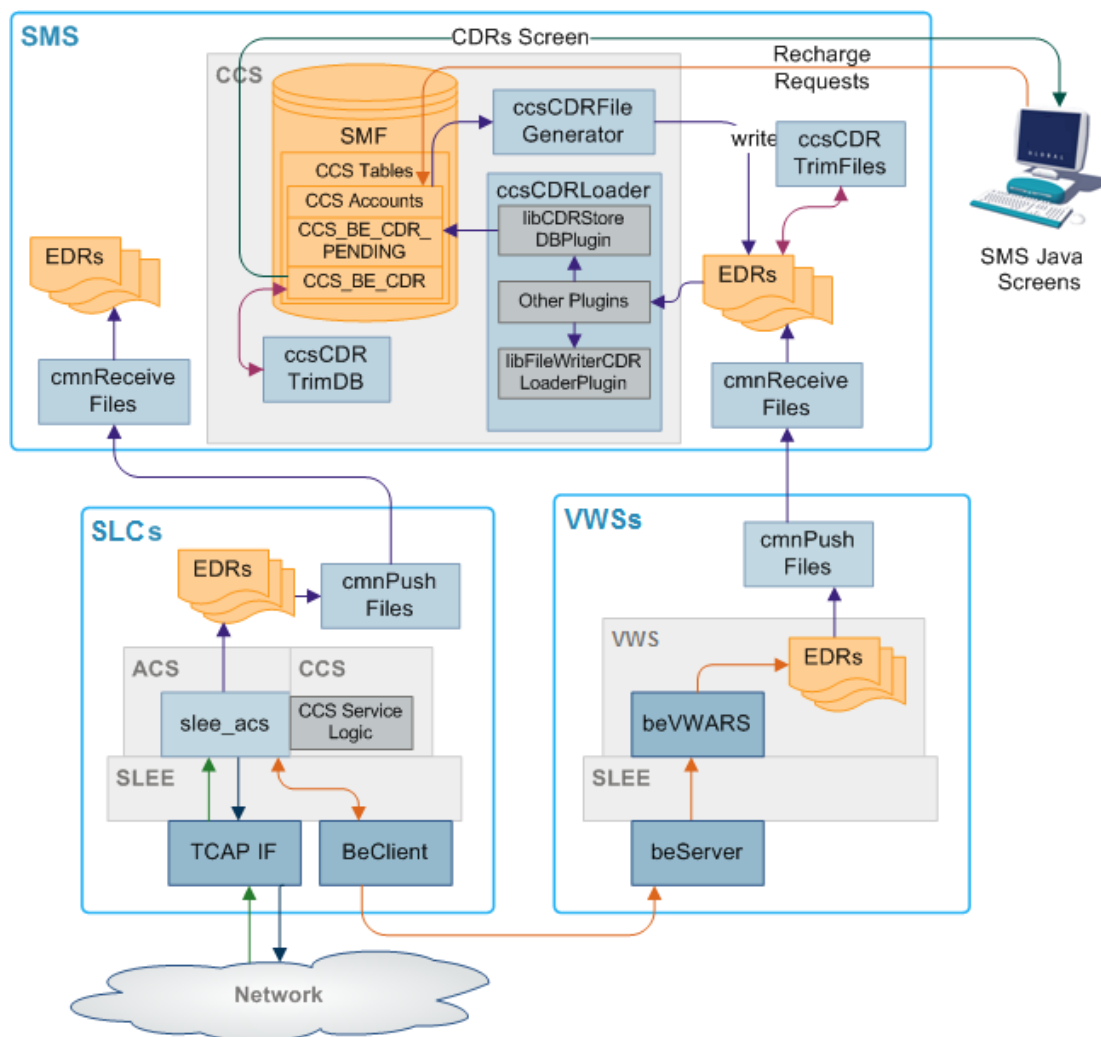 SMS
CDRs Screen
Recharge
Requests
CCS
SMF
CCS Tables
CCS Accounts
CCS_BE_CDR_
PENDING
CCS_BE_CDR
ccsCDRFile
Generator
write
ccsCDR
TrimFiles
GLOBAL
SMS Java
Screens
ccsCDRLoader
libCDRStore
DBPlugin
Other Plugins
libFileWriterCDR
LoaderPlugin
EDRs
EDRs
ccsCDR
TrimDB
cmnReceive
Files
cmnReceive
Files
SLCs
EDRs
cmnPush
Files
ACS
CCS
slee_acs
CCS Service
Logic
SLEE
TCAP IF
BeClient
Network
VWSs
cmnPush
Files
VWS
EDRs
beVWARS
SLEE
beServer